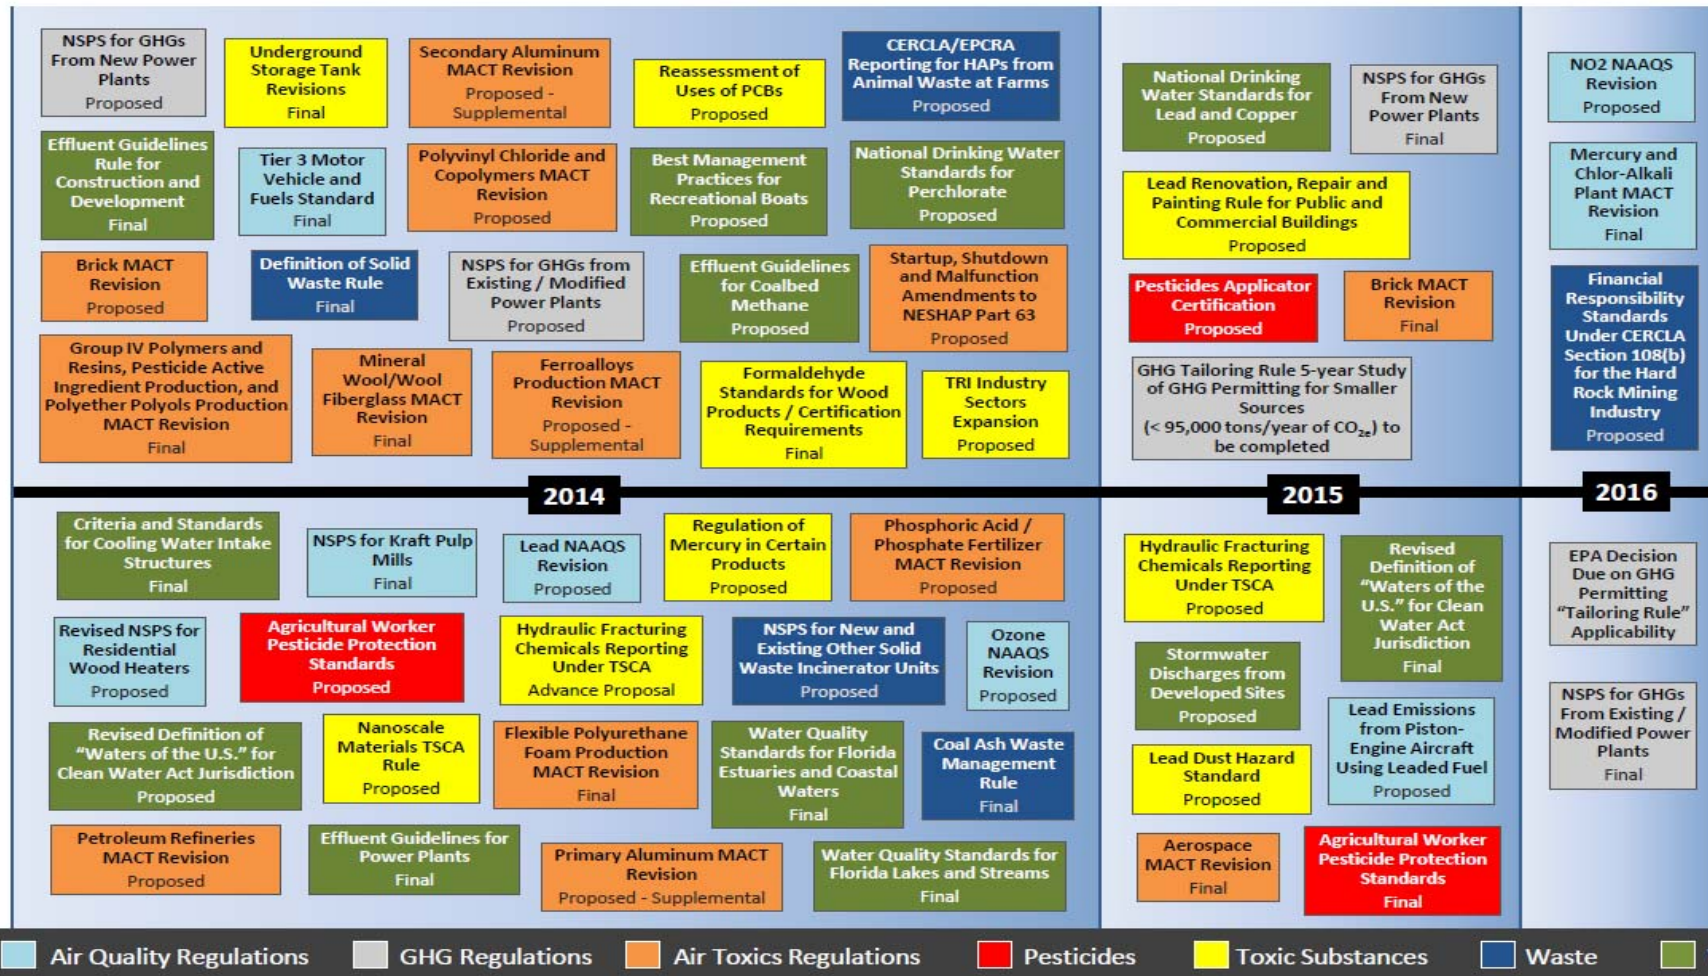 NSPS for GHGs
From New Power
Plants
Proposed
Underground
Storage Tank
Revisions
Final
Secondary Aluminum
MACT Revision
Proposed -
Supplemental
Reassessment of
Uses of PCBs
Proposed
CERCLA/EPCRA
Reporting for HAPs from
Animal Waste at Farms
Proposed
Effluent Guidelines
Rule for
Construction and
Development
Final
Tier 3 Motor
Vehicle and
Fuels Standard
Final
Polyvinyl Chloride and
Copolymers MACT
Revision
Proposed
Best Management
Practices for
Recreational Boats
Proposed
National Drinking Water
Standards for
Perchlorate
Proposed
Brick MACT
Revision
Proposed
Definition of Solid
Waste Rule
Final
NSPS for GHGs from
Existing / Modified
Power Plants
Proposed
Effluent Guidelines
for Coalbed
Methane
Proposed
Startup, Shutdown
and Malfunction
Amendments to
NESHAP Part 63
Proposed
Group IV Polymers and
Resins, Pesticide Active
Ingredient Production, and
Polyether Polyols Production
MACT Revision
Final
Mineral
Wool/Wool
Fiberglass MACT
Revision
Final
Ferroalloys
Production MACT
Revision
Proposed -
Supplemental
Formaldehyde
Standards for Wood
Products / Certification
Requirements
Final
TRI Industry
Sectors
Expansion
Proposed
National Drinking
Water Standards for
Lead and Copper
Proposed
NSPS for GHGs
From New
Power Plants
Final
Lead Renovation, Repair and
Painting Rule for Public and
Commercial Buildings
Proposed
Pesticides Applicator
Certification
Proposed
Brick MACT
Revision
Final
GHG Tailoring Rule 5-year Study
of GHG Permitting for Smaller
Sources
(< 95,000 tons/year of CO₂ₑ) to
be completed
NO2 NAAQS
Revision
Proposed
Mercury and
Chlor-Alkali
Plant MACT
Revision
Final
Financial
Responsibility
Standards
Under CERCLA
Section 108(b)
for the Hard
Rock Mining
Industry
Proposed
2014
2015
2016
Criteria and Standards
for Cooling Water Intake
Structures
Final
NSPS for Kraft Pulp
Mills
Final
Lead NAAQS
Revision
Proposed
Regulation of
Mercury in Certain
Products
Proposed
Phosphoric Acid /
Phosphate Fertilizer
MACT Revision
Proposed
Revised NSPS for
Residential
Wood Heaters
Proposed
Agricultural Worker
Pesticide Protection
Standards
Proposed
Hydraulic Fracturing
Chemicals Reporting
Under TSCA
Advance Proposal
NSPS for New and
Existing Other Solid
Waste Incinerator Units
Proposed
Ozone
NAAQS
Revision
Proposed
Revised Definition of
“Waters of the U.S.” for
Clean Water Act Jurisdiction
Proposed
Nanoscale
Materials TSCA
Rule
Proposed
Flexible Polyurethane
Foam Production
MACT Revision
Final
Water Quality
Standards for Florida
Estuaries and Coastal
Waters
Final
Coal Ash Waste
Management
Rule
Final
Petroleum Refineries
MACT Revision
Proposed
Effluent Guidelines for
Power Plants
Final
Primary Aluminum MACT
Revision
Proposed - Supplemental
Water Quality Standards for
Florida Lakes and Streams
Final
Hydraulic Fracturing
Chemicals Reporting
Under TSCA
Proposed
Revised
Definition of
“Waters of the
U.S.” for Clean
Water Act
Jurisdiction
Final
Stormwater
Discharges from
Developed Sites
Proposed
Lead Emissions
from Piston-
Engine Aircraft
Using Leaded Fuel
Proposed
Lead Dust Hazard
Standard
Proposed
Aerospace
MACT Revision
Final
Agricultural Worker
Pesticide Protection
Standards
Final
EPA Decision
Due on GHG
Permitting
“Tailoring Rule”
Applicability
NSPS for GHGs
From Existing /
Modified Power
Plants
Final
Air Quality Regulations
GHG Regulations
Air Toxics Regulations
Pesticides
Toxic Substances
Waste